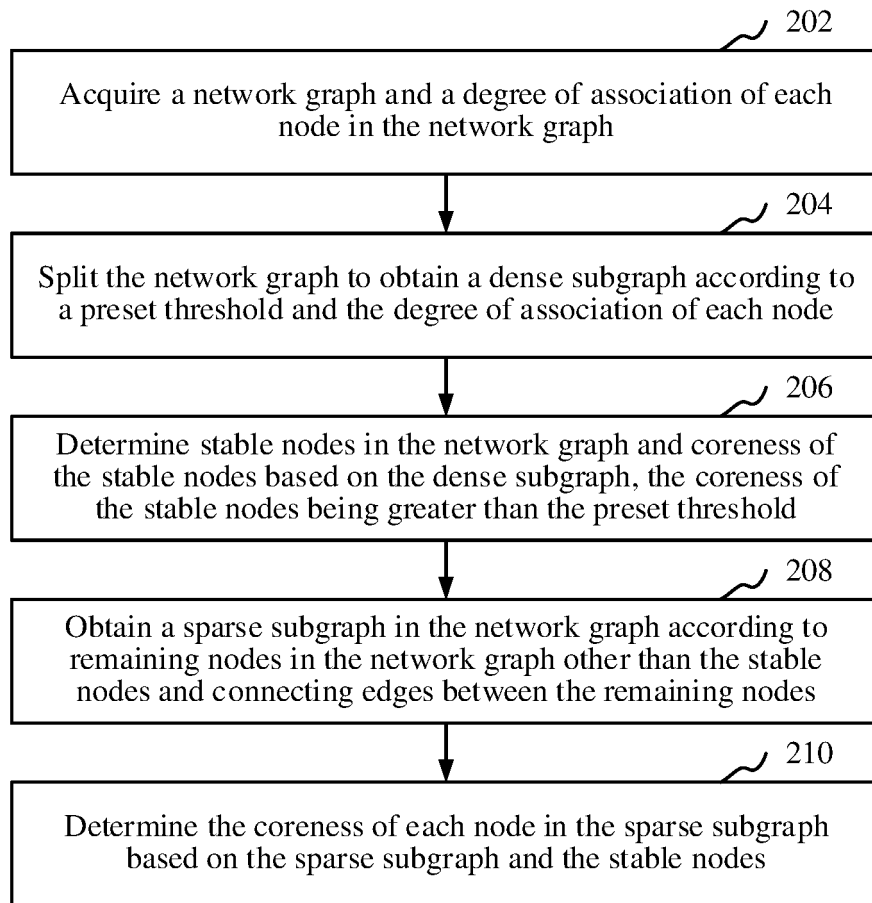 202
Acquire a network graph and a degree of association of each
node in the network graph
204
Split the network graph to obtain a dense subgraph according to
a preset threshold and the degree of association of each node
206
Determine stable nodes in the network graph and coreness of
the stable nodes based on the dense subgraph, the coreness of
the stable nodes being greater than the preset threshold
208
Obtain a sparse subgraph in the network graph according to
remaining nodes in the network graph other than the stable
nodes and connecting edges between the remaining nodes
210
Determine the coreness of each node in the sparse subgraph
based on the sparse subgraph and the stable nodes